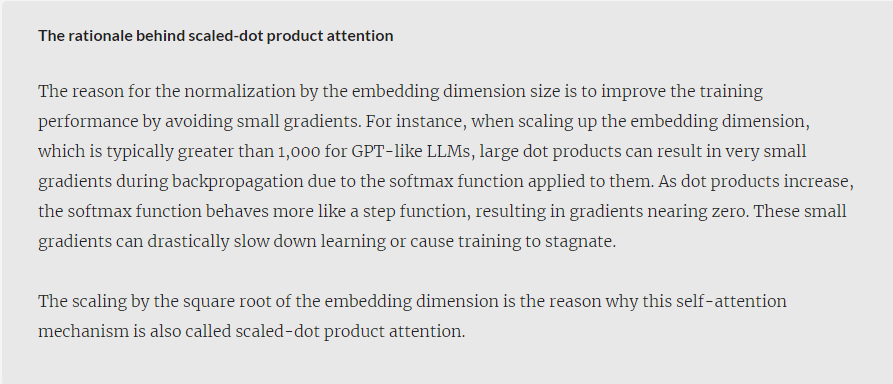 The rationale behind scaled-dot product attention
The reason for the normalization by the embedding dimension size is to improve the training
performance by avoiding small gradients. For instance, when scaling up the embedding dimension,
which is typically greater than 1,000 for GPT-like LLMs, large dot products can result in very small
gradients during backpropagation due to the softmax function applied to them. As dot products increase,
the softmax function behaves more like a step function, resulting in gradients nearing zero. These small
gradients can drastically slow down learning or cause training to stagnate.
The scaling by the square root of the embedding dimension is the reason why this self-attention
mechanism is also called scaled-dot product attention.